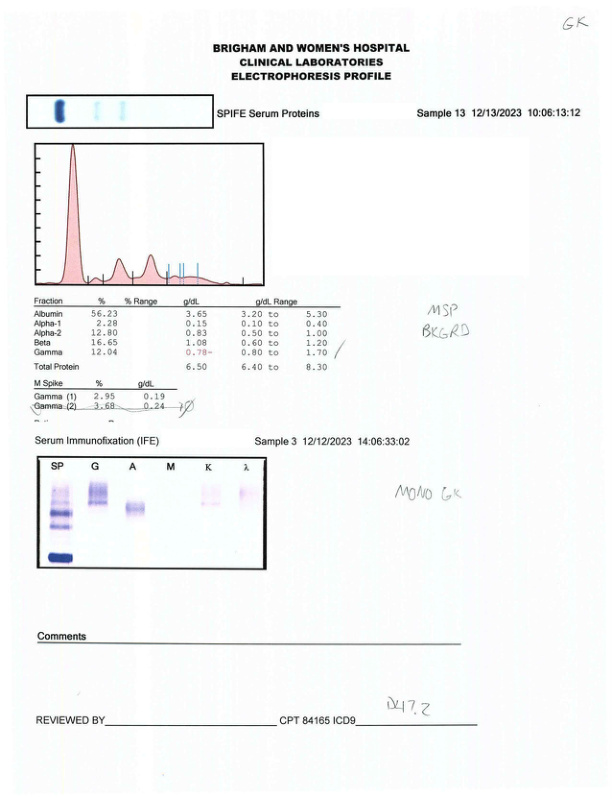 GK
BRIGHAM AND WOMEN'S HOSPITAL
CLINICAL LABORATORIES
ELECTROPHORESIS PROFILE
SPIFE Serum Proteins Sample 13 12/13/2023 10:06:13:12
Fraction % % Range g/dL g/dL Range
Albumin 56.23 3.65 3.20 to 5.30
Alpha-1 2.28 0.15 0.10 to 0.40
Alpha-2 12.80 0.83 0.50 to 1.00
Beta 16.65 1.08 0.60 to 1.20
Gamma 12.04 0.78- 0.80 to 1.70
Total Protein 6.50 6.40 to 8.30
MSP
BKGRD
M Spike % g/dL
Gamma (1) 2.95 0.19
Gamma (2) 3.68 0.24
Serum Immunofixation (IFE) Sample 3 12/12/2023 14:06:33:02
SP G A M K λ
MONO GK
Comments
D47.2
REVIEWED BY CPT 84165 ICD9